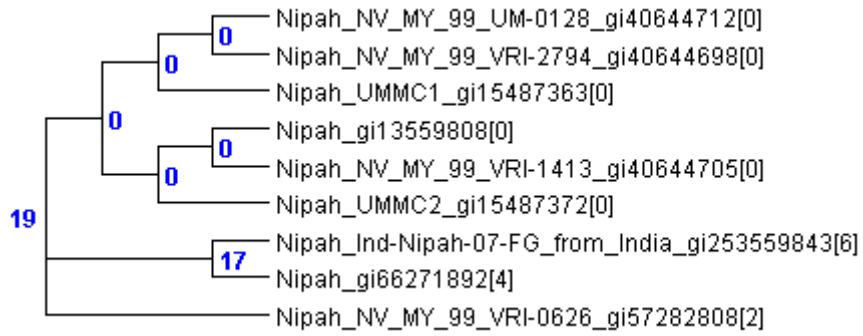 Nipah_NV_MY_99_UM-0128_gi40644712[0]
0
Nipah_NV_MY_99_VRI-2794_gi40644698[0]
0
Nipah_UMMC1_gi15487363[0]
0
Nipah_gi13559808[0]
0
Nipah_NV_MY_99_VRI-1413_gi40644705[0]
0
Nipah_UMMC2_gi15487372[0]
19
Nipah_Ind-Nipah-07-FG_from_India_gi253559843[6]
17
Nipah_gi66271892[4]
Nipah_NV_MY_99_VRI-0626_gi57282808[2]